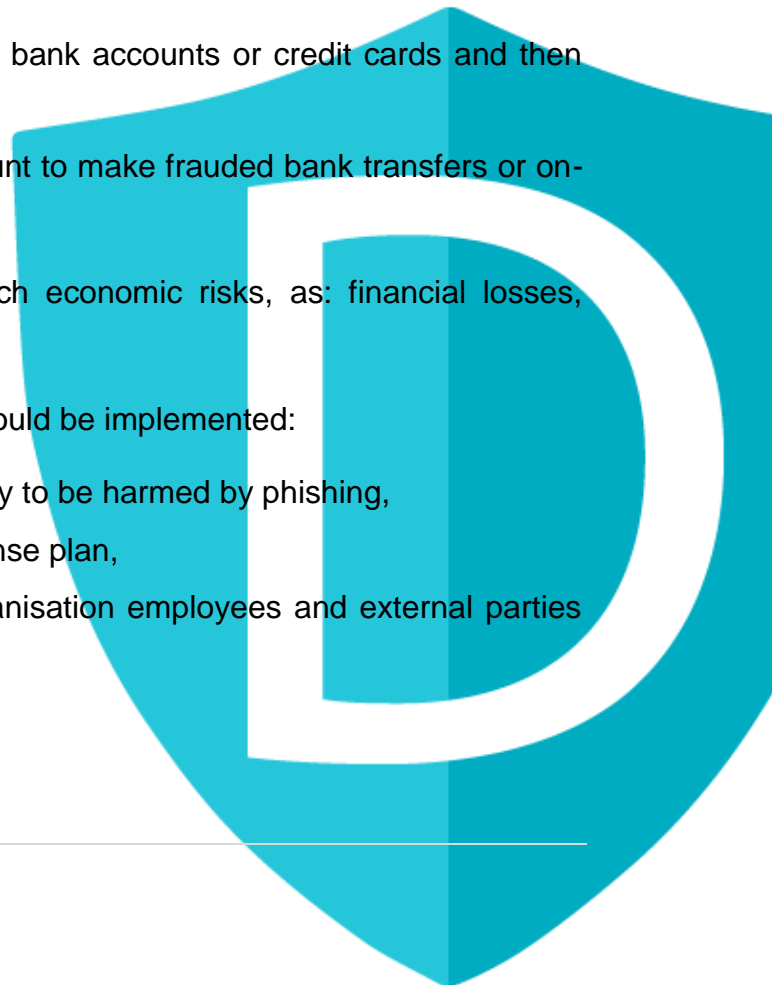 bank accounts or credit cards and then
unt to make frauded bank transfers or on-
ch economic risks, as: financial losses,
ould be implemented:
y to be harmed by phishing,
nse plan,
anisation employees and external parties
D